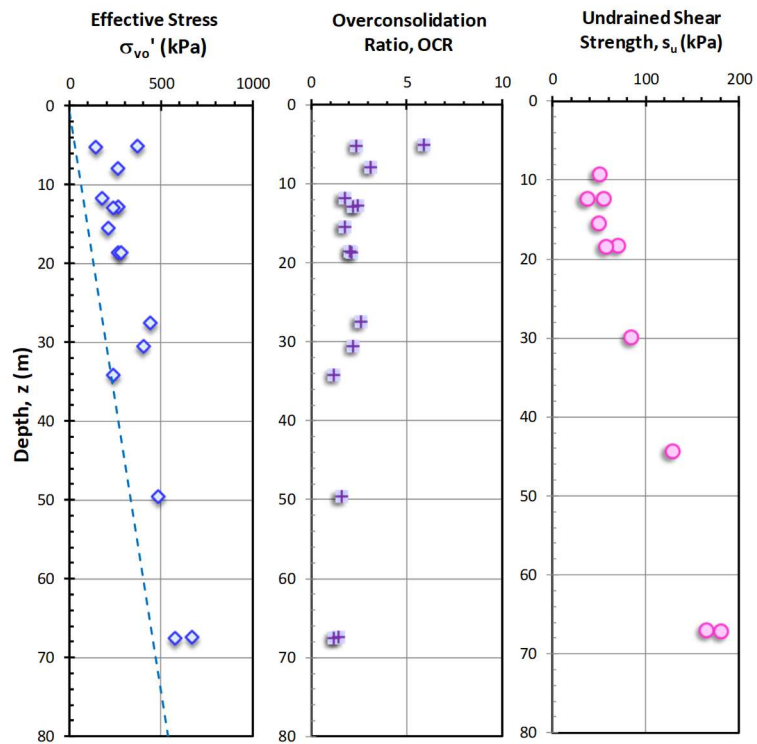 Effective Stress
σvo' (kPa)
0 500 1000
0
10
20
30
40
50
60
70
80
Depth, z (m)
Overconsolidation
Ratio, OCR
0 5 10
0
10
20
30
40
50
60
70
80
Undrained Shear
Strength, su (kPa)
0 100 200
0
10
20
30
40
50
60
70
80